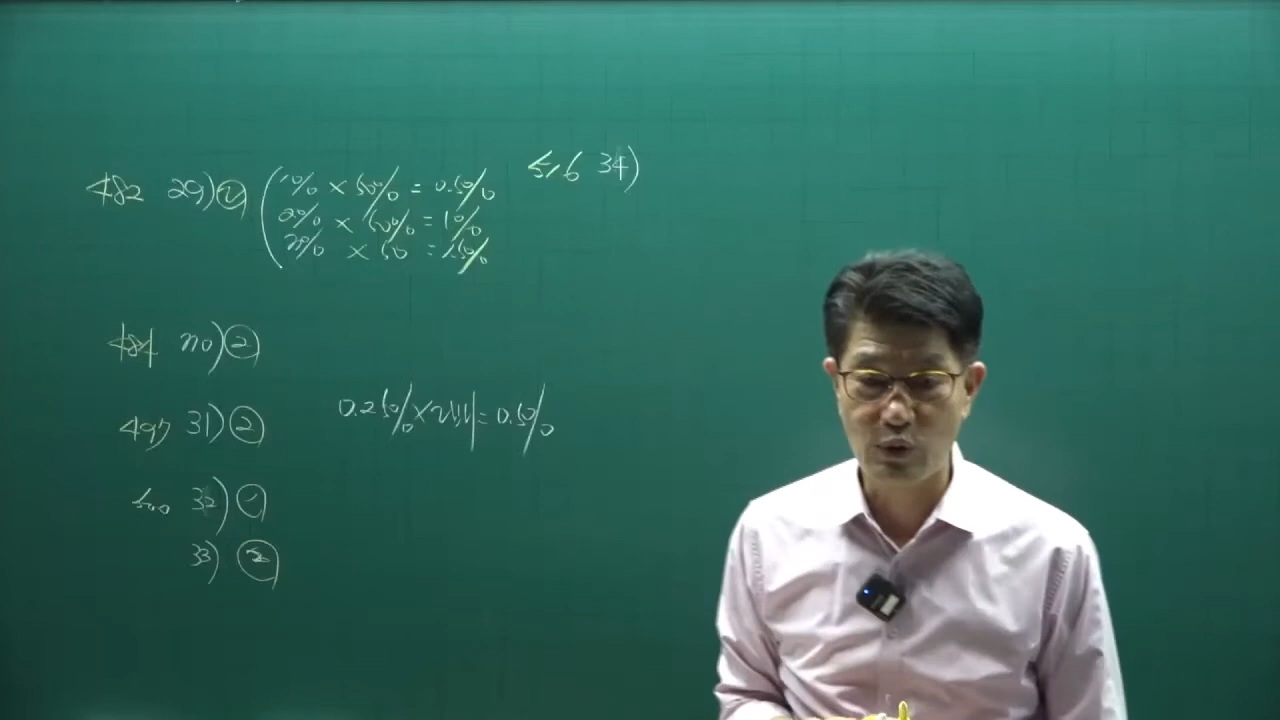 482 29) ② 1% × 50% = 0.5%
2% × 50% = 1%
3% × 50 = 1.5%
484 30) ②
497 31) ②
0.25% × 2배 = 0.5%
500 32) ①
33) ②
516 34)